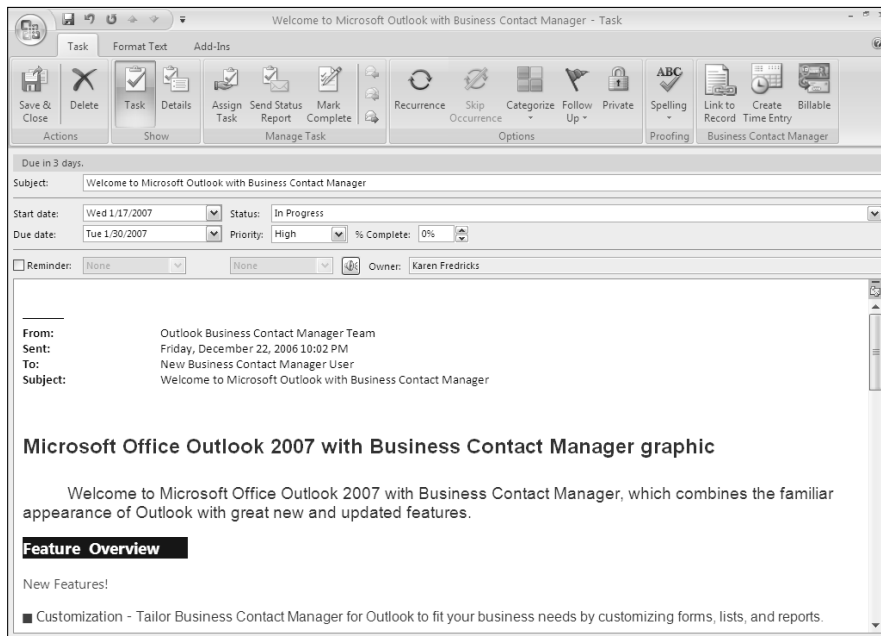 Welcome to Microsoft Outlook with Business Contact Manager - Task
Task Format Text Add-Ins
Save & Close Delete Task Details Assign Task Send Status Report Mark Complete Recurrence Skip Occurrence Categorize Follow Up Private ABC Spelling Link to Record Create Time Entry Billable
Actions Show Manage Task Options Proofing Business Contact Manager
Due in 3 days.
Subject: Welcome to Microsoft Outlook with Business Contact Manager
Start date: Wed 1/17/2007 Status: In Progress
Due date: Tue 1/30/2007 Priority: High % Complete: 0%
Reminder: None None Owner: Karen Fredricks
From: Outlook Business Contact Manager Team
Sent: Friday, December 22, 2006 10:02 PM
To: New Business Contact Manager User
Subject: Welcome to Microsoft Outlook with Business Contact Manager
Microsoft Office Outlook 2007 with Business Contact Manager graphic
Welcome to Microsoft Office Outlook 2007 with Business Contact Manager, which combines the familiar
appearance of Outlook with great new and updated features.
Feature Overview
New Features!
■ Customization - Tailor Business Contact Manager for Outlook to fit your business needs by customizing forms, lists, and reports.